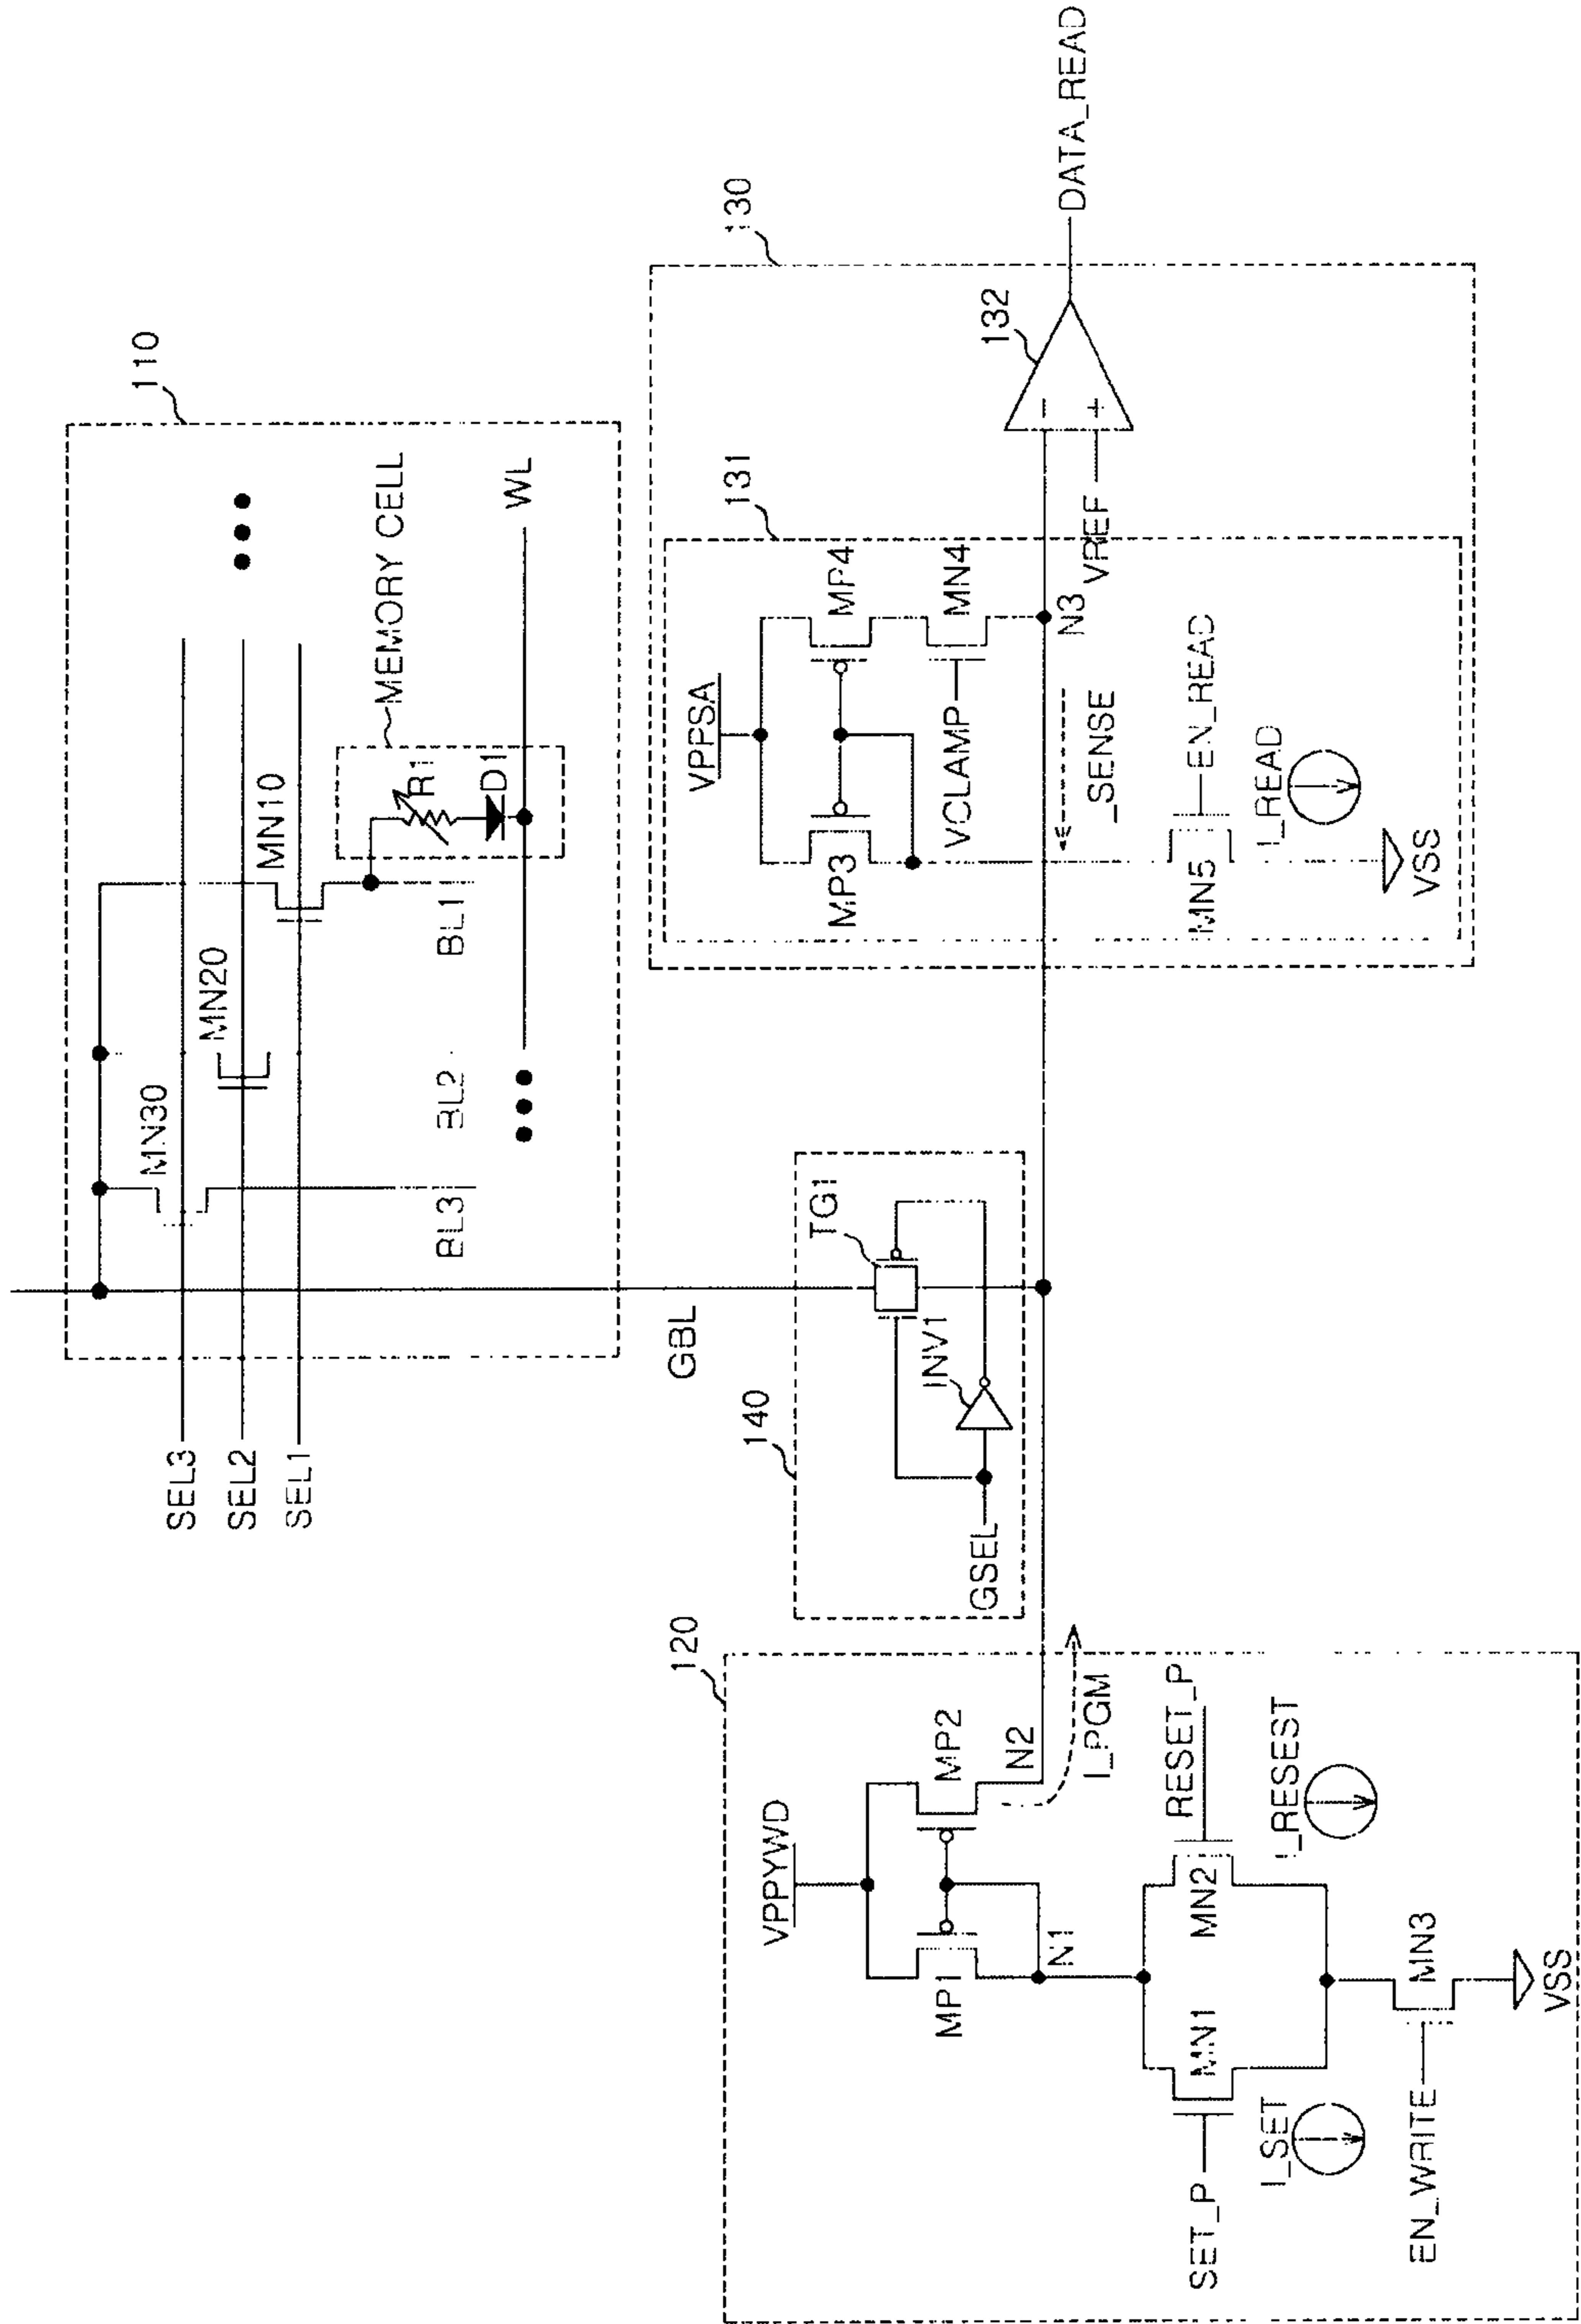 110
SEL3
SEL2
SEL1
MN30
MN20
MN10
MEMORY CELL
R1
D1
BL3
BL2
BL1
WL
GBL
140
TG1
INV1
GSEL
120
VPPYWD
MP1
MP2
N1
N2
I_PGM
SET_P
MN1
MN2
RESET_P
I_SET
I_RESEST
EN_WRITE
MN3
VSS
130
131
VPPSA
MP3
MP4
VCLAMP
MN4
N3
_SENSE
VREF
132
−
+
DATA_READ
MN5
EN_READ
I_READ
VSS